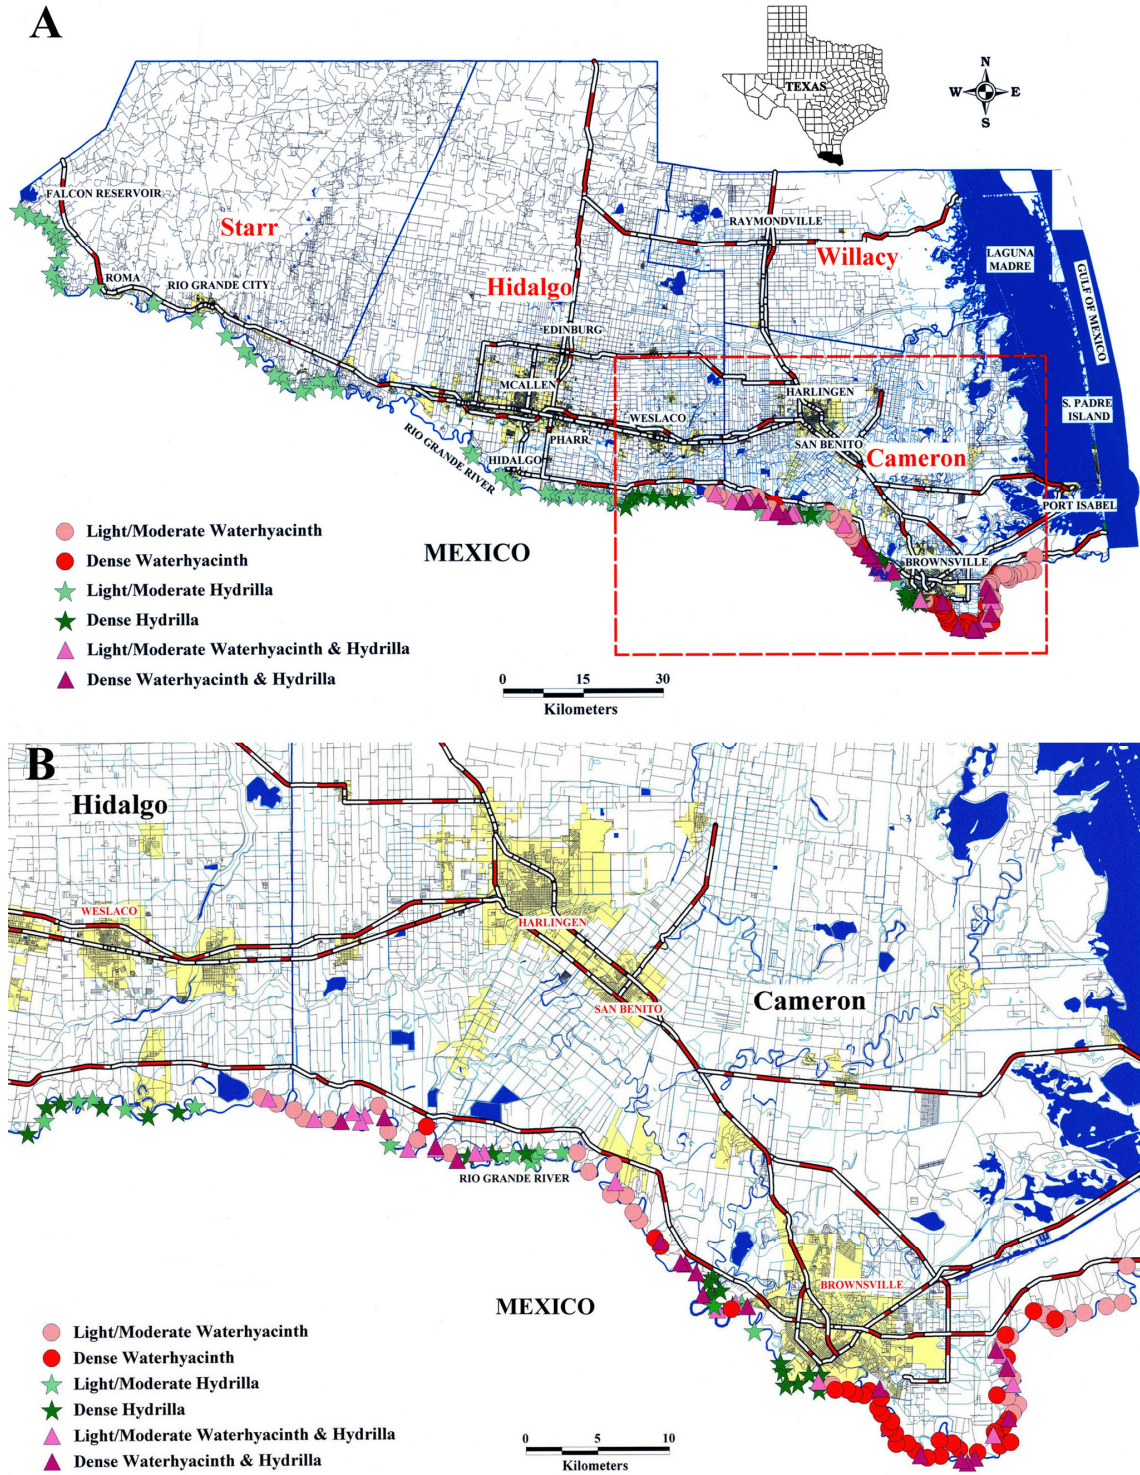 A
TEXAS
N
W E
S
FALCON RESERVOIR
Starr
RAYMONDVILLE
Willacy
LAGUNA
MADRE
GULF OF MEXICO
ROMA
RIO GRANDE CITY
Hidalgo
EDINBURG
MCALLEN
HARLINGEN
S. PADRE
ISLAND
WESLACO
PHARR
SAN BENITO
Cameron
RIO GRANDE RIVER
HIDALGO
PORT ISABEL
MEXICO
BROWNSVILLE
Light/Moderate Waterhyacinth
Dense Waterhyacinth
Light/Moderate Hydrilla
Dense Hydrilla
Light/Moderate Waterhyacinth & Hydrilla
Dense Waterhyacinth & Hydrilla
0 15 30
Kilometers
B
Hidalgo
WESLACO
HARLINGEN
SAN BENITO
Cameron
RIO GRANDE RIVER
BROWNSVILLE
MEXICO
Light/Moderate Waterhyacinth
Dense Waterhyacinth
Light/Moderate Hydrilla
Dense Hydrilla
Light/Moderate Waterhyacinth & Hydrilla
Dense Waterhyacinth & Hydrilla
0 5 10
Kilometers